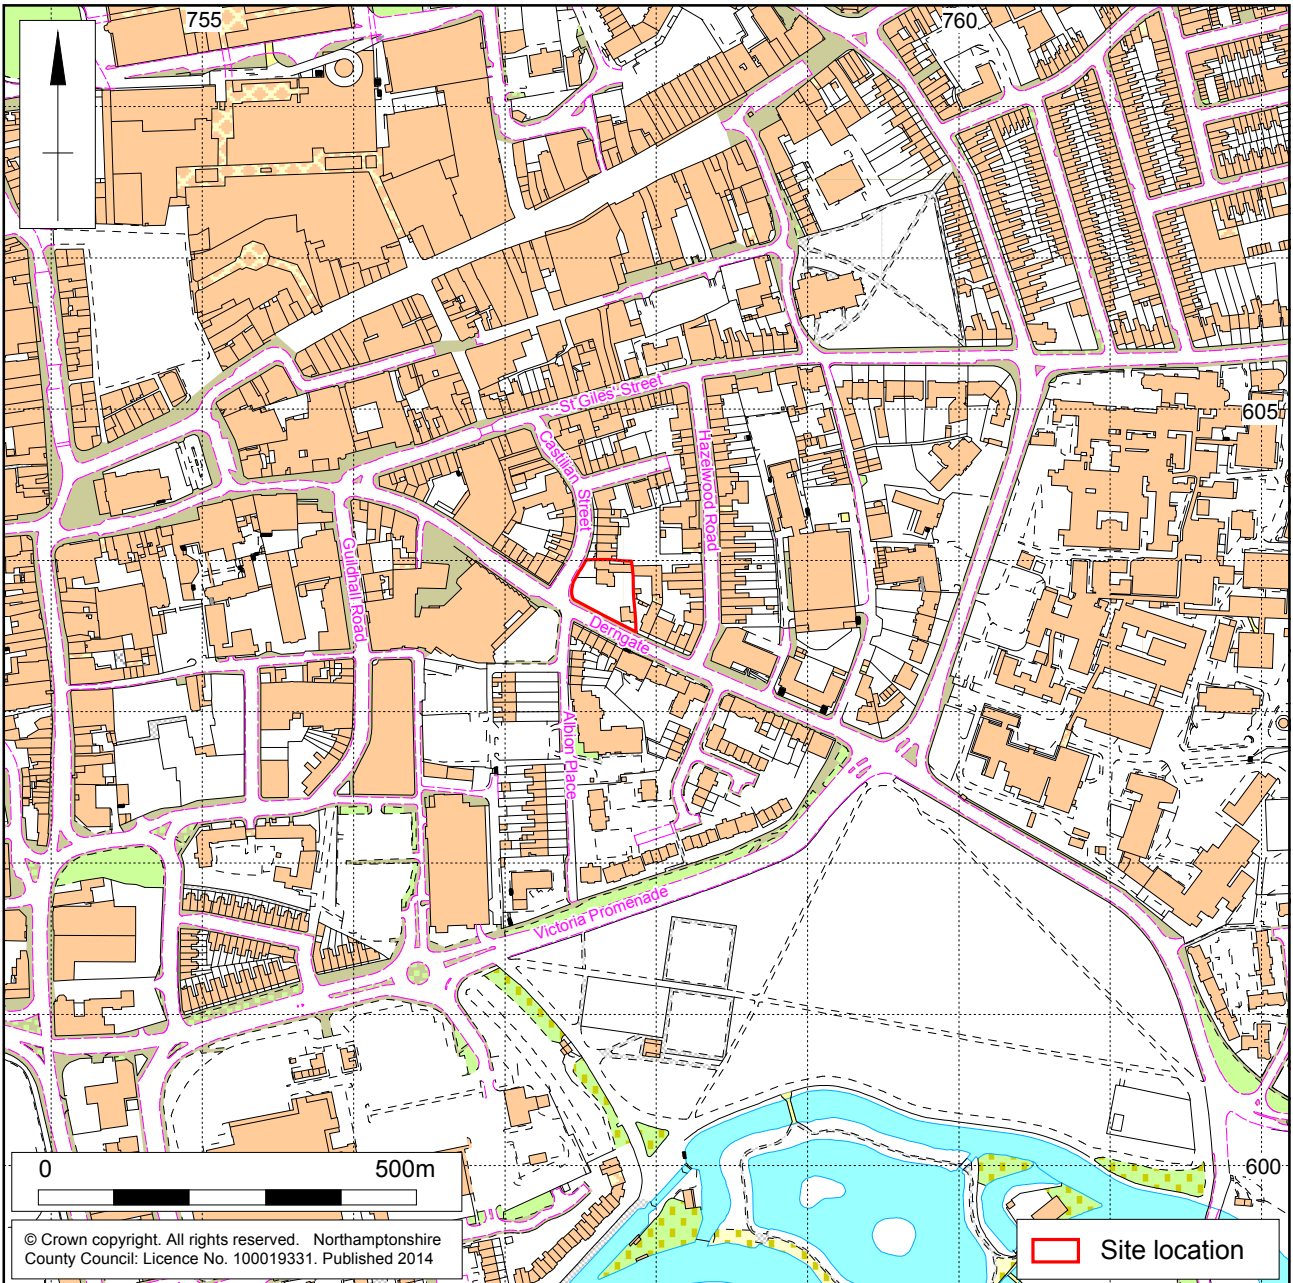 755
760
605
St Giles' Street
Castilian Street
Hazelwood Road
Guildhall Road
Derngate
Albion Place
Victoria Promenade
600
0 500m
© Crown copyright. All rights reserved. Northamptonshire
County Council: Licence No. 100019331. Published 2014
Site location